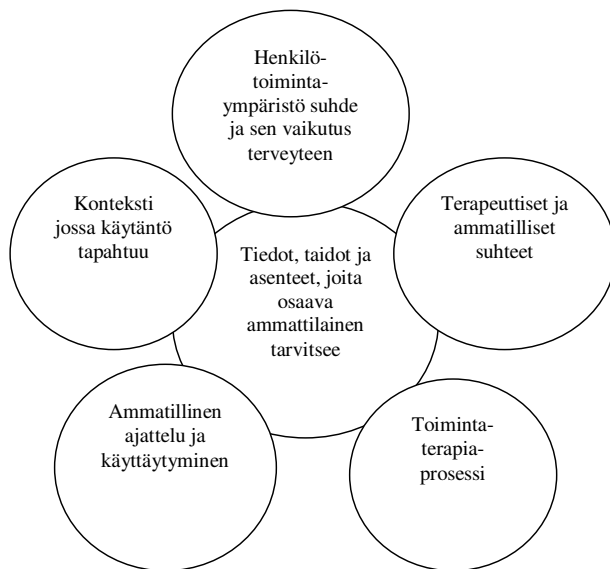 Henkilö-
toiminta-
ympäristö suhde
ja sen vaikutus
terveyteen
Konteksti
jossa käytäntö
tapahtuu
Terapeuttiset ja
ammatilliset
suhteet
Tiedot, taidot ja
asenteet, joita
osaava
ammattilainen
tarvitsee
Ammatillinen
ajattelu ja
käyttäytyminen
Toiminta-
terapia-
prosessi